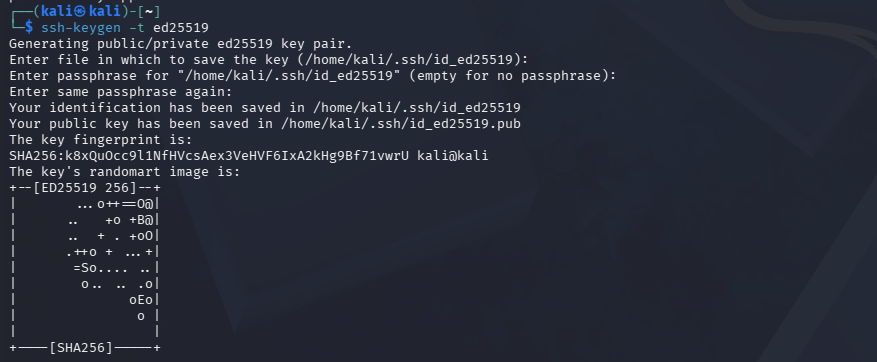 ┌──(kali㉿kali)-[~]
└─$ ssh-keygen -t ed25519
Generating public/private ed25519 key pair.
Enter file in which to save the key (/home/kali/.ssh/id_ed25519):
Enter passphrase for "/home/kali/.ssh/id_ed25519" (empty for no passphrase):
Enter same passphrase again:
Your identification has been saved in /home/kali/.ssh/id_ed25519
Your public key has been saved in /home/kali/.ssh/id_ed25519.pub
The key fingerprint is:
SHA256:k8xQuOcc9l1NfHVcsAex3VeHVF6IxA2kHg9Bf71vwrU kali@kali
The key's randomart image is:
+--[ED25519 256]--+
|        ...o++==O@|
|       ..   +o +B@|
|       ..  + . +oO|
|       .++o + ...+|
|        =So.... ..|
|         o.. .. .o|
|               oEo|
|                o |
|                  |
+----[SHA256]-----+